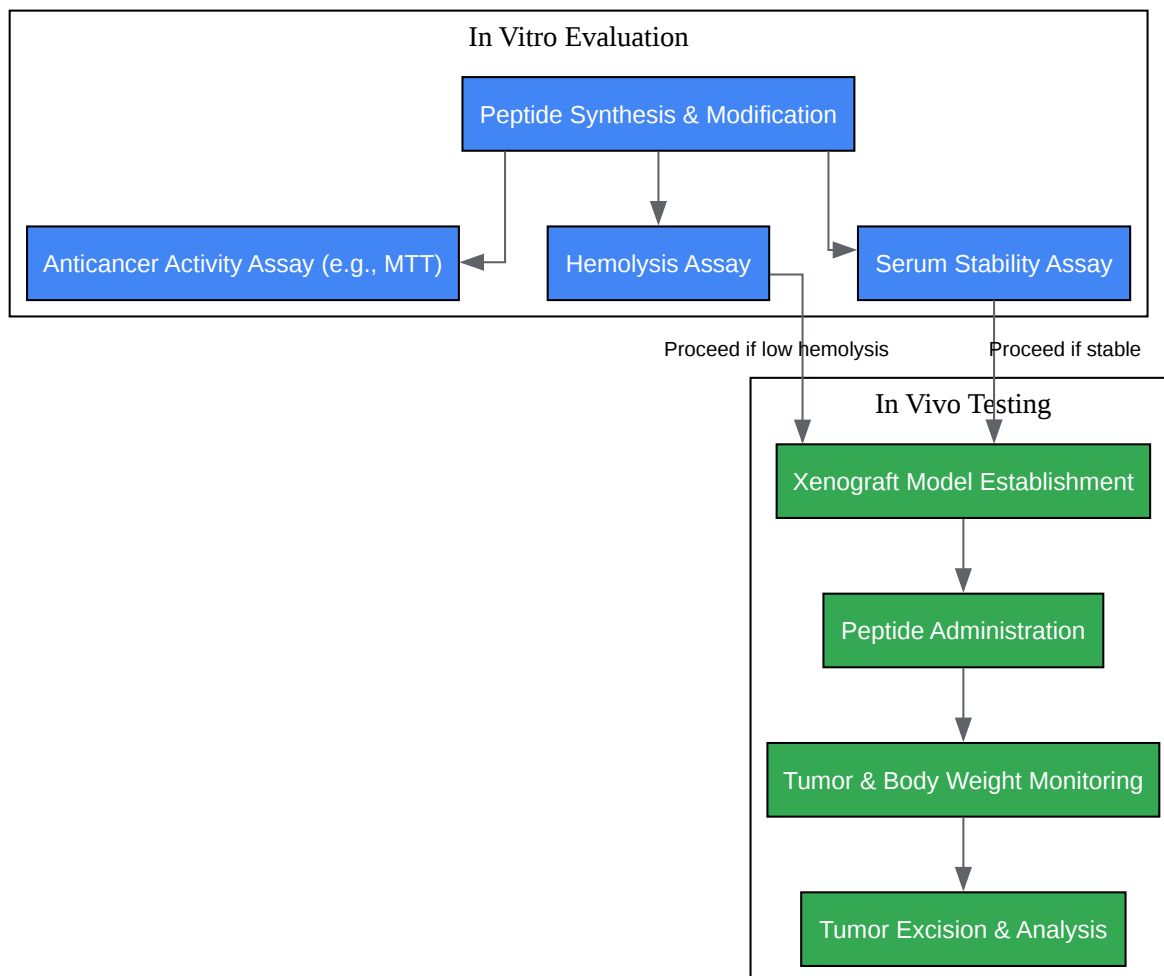 In Vitro Evaluation
Peptide Synthesis & Modification
Anticancer Activity Assay (e.g., MTT)
Hemolysis Assay
Serum Stability Assay
Proceed if low hemolysis
Proceed if stable
In Vivo Testing
Xenograft Model Establishment
Peptide Administration
Tumor & Body Weight Monitoring
Tumor Excision & Analysis